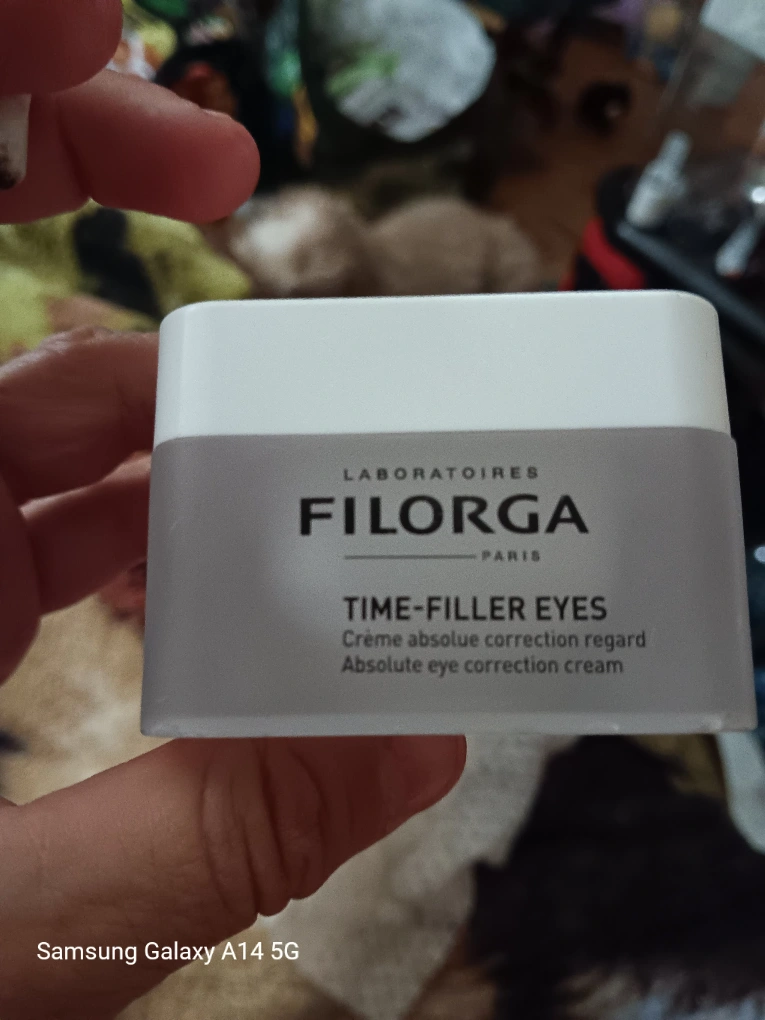 LABORATOIRES
FILORGA
PARIS
TIME-FILLER EYES
Crème absolue correction regard
Absolute eye correction cream
Samsung Galaxy A14 5G